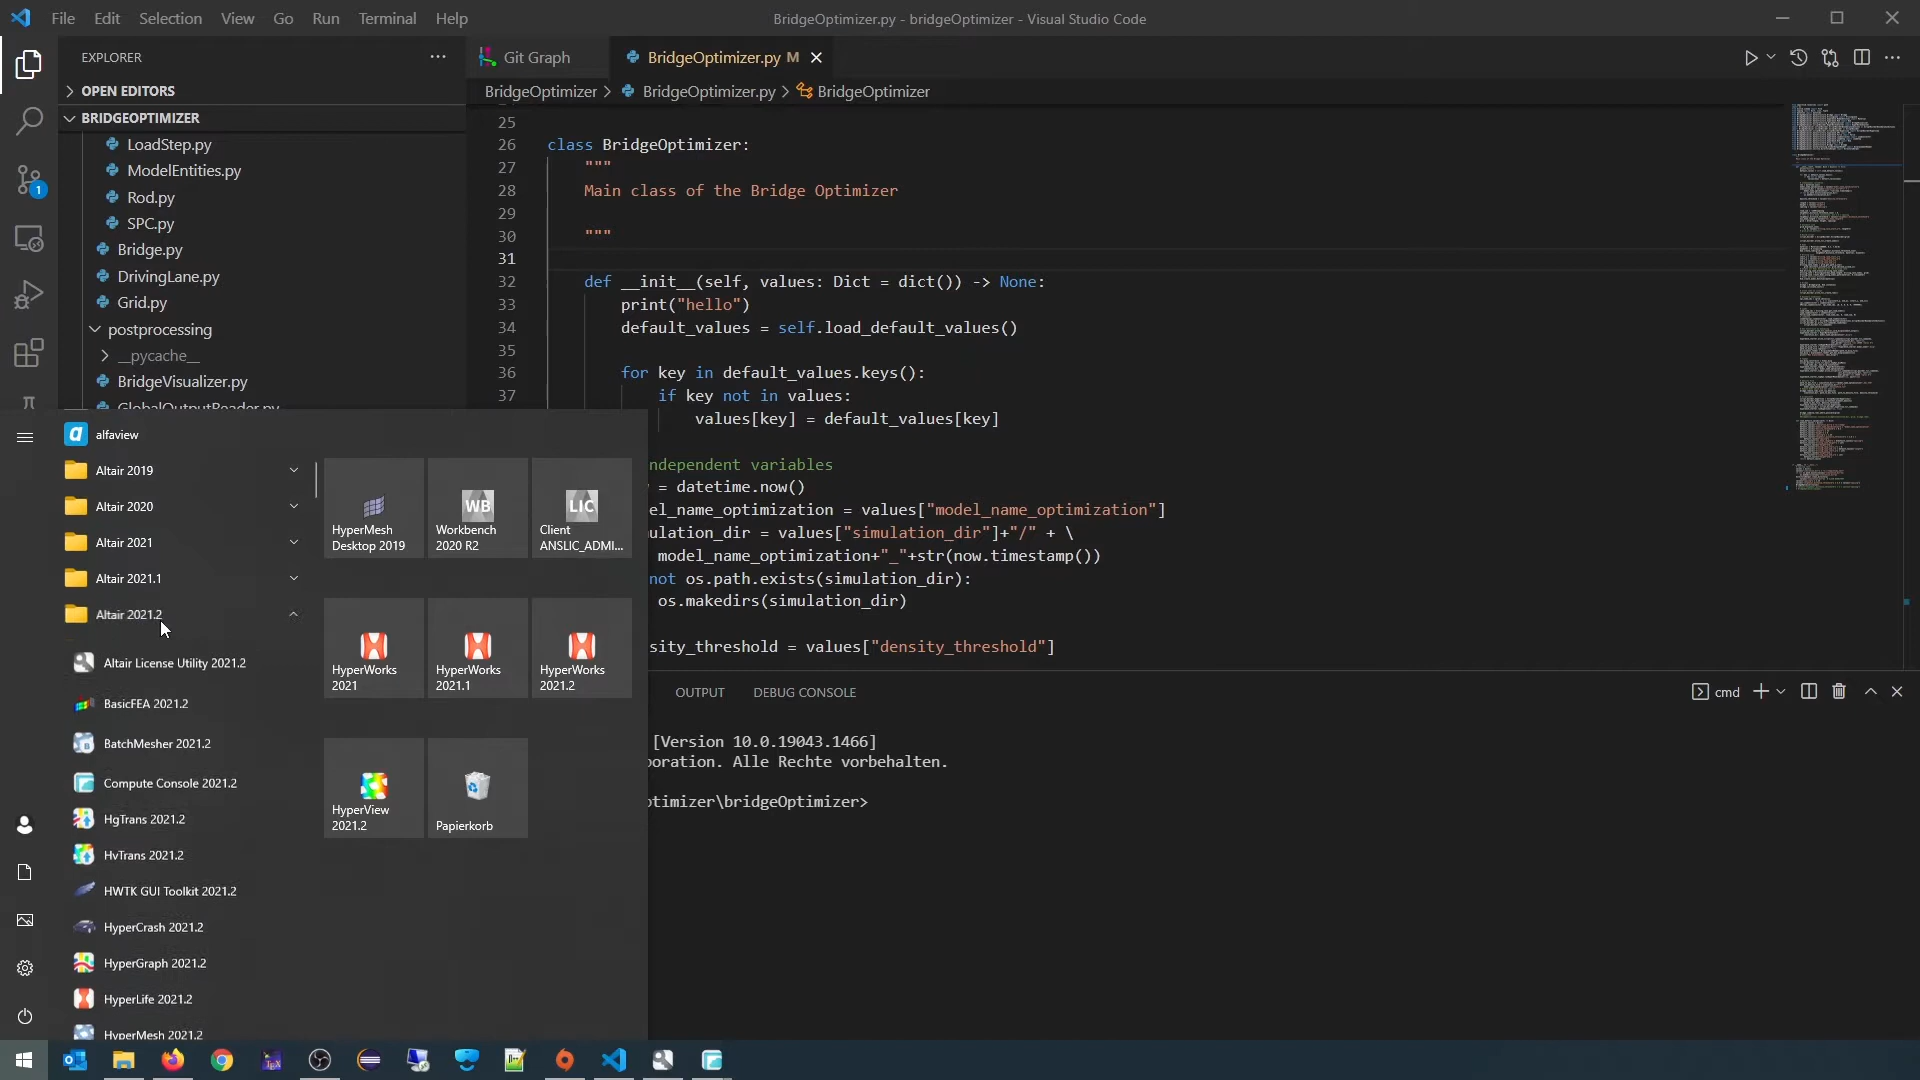 File Edit Selection View Go Run Terminal Help
BridgeOptimizer.py - bridgeOptimizer - Visual Studio Code
EXPLORER
OPEN EDITORS
BRIDGEOPTIMIZER
LoadStep.py
ModelEntities.py
Rod.py
SPC.py
Bridge.py
DrivingLane.py
Grid.py
postprocessing
__pycache__
BridgeVisualizer.py
GlobalOutputReader.py
1
Git Graph
BridgeOptimizer.py M
BridgeOptimizer > BridgeOptimizer.py > BridgeOptimizer
25
26 class BridgeOptimizer:
27 """
28 Main class of the Bridge Optimizer
29
30 """
31
32 def __init__(self, values: Dict = dict()) -> None:
33 print("hello")
34 default_values = self.load_default_values()
35
36 for key in default_values.keys():
37 if key not in values:
values[key] = default_values[key]
ndependent variables
= datetime.now()
el_name_optimization = values["model_name_optimization"]
ulation_dir = values["simulation_dir"]+"/" + \
model_name_optimization+"_"+str(now.timestamp())
not os.path.exists(simulation_dir):
os.makedirs(simulation_dir)
sity_threshold = values["density_threshold"]
OUTPUT DEBUG CONSOLE
cmd
[Version 10.0.19043.1466]
poration. Alle Rechte vorbehalten.
ptimizer\bridgeOptimizer>
alfaview
Altair 2019
Altair 2020
Altair 2021
Altair 2021.1
Altair 2021.2
Altair License Utility 2021.2
BasicFEA 2021.2
BatchMesher 2021.2
Compute Console 2021.2
HgTrans 2021.2
HvTrans 2021.2
HWTK GUI Toolkit 2021.2
HyperCrash 2021.2
HyperGraph 2021.2
HyperLife 2021.2
HyperMesh 2021.2
HyperMesh
Desktop 2019
WB
Workbench
2020 R2
LIC
Client
ANSLIC_ADMI...
HyperWorks
2021
HyperWorks
2021.1
HyperWorks
2021.2
HyperView
2021.2
Papierkorb